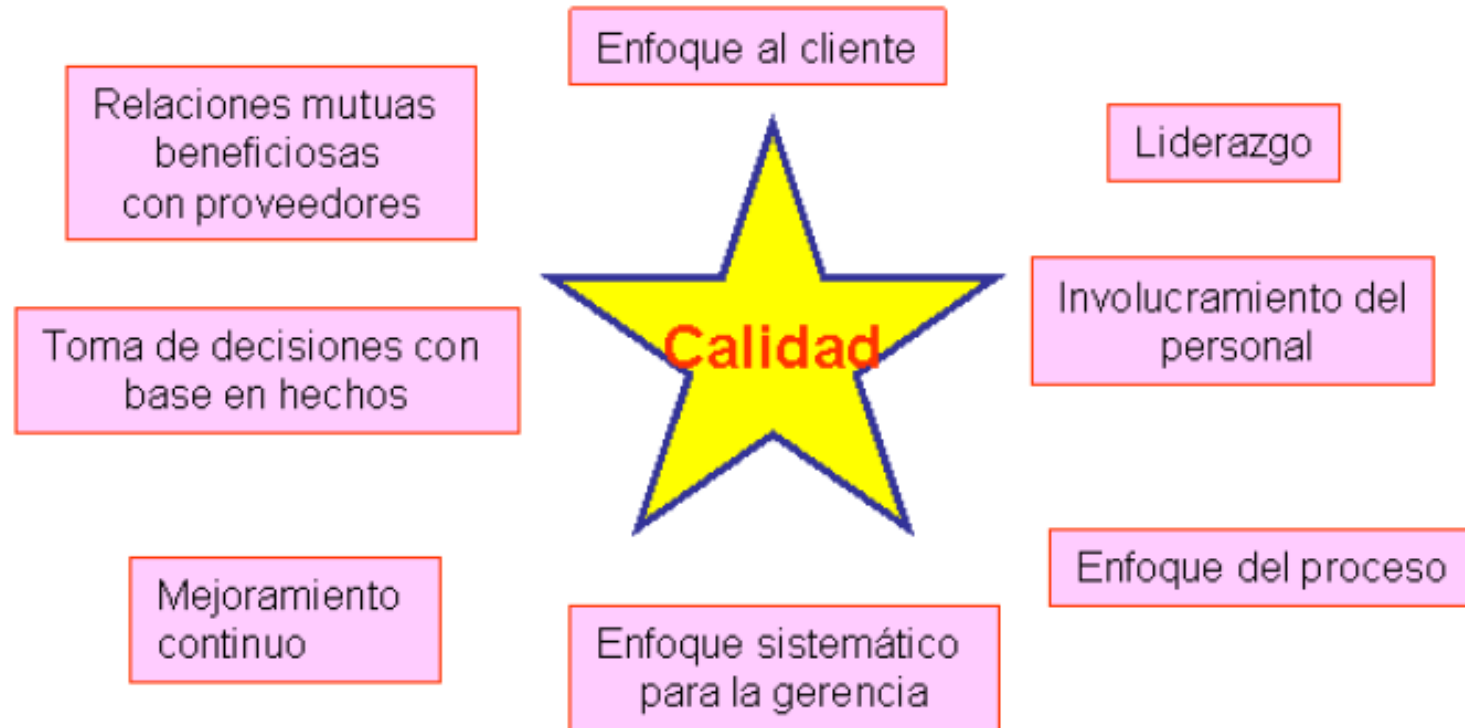 Enfoque al cliente
Relaciones mutuas
beneficiosas
con proveedores
Liderazgo
Involucramiento del
personal
Toma de decisiones con
base en hechos
Calidad
Enfoque del proceso
Mejoramiento
continuo
Enfoque sistemático
para la gerencia